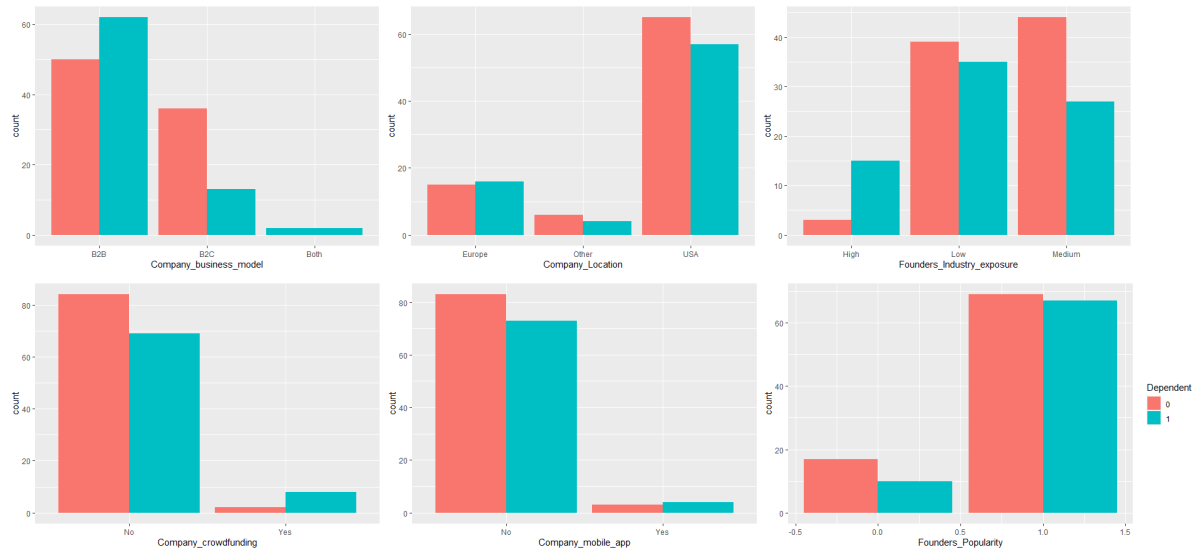 count
60
40
20
0
B2B B2C Both
Company_business_model
count
60
40
20
0
Europe Other USA
Company_Location
count
40
30
20
10
0
High Low Medium
Founders_Industry_exposure
count
80
60
40
20
0
No Yes
Company_crowdfunding
count
80
60
40
20
0
No Yes
Company_mobile_app
count
60
40
20
0
-0.5 0.0 0.5 1.0 1.5
Founders_Popularity
Dependent
0
1